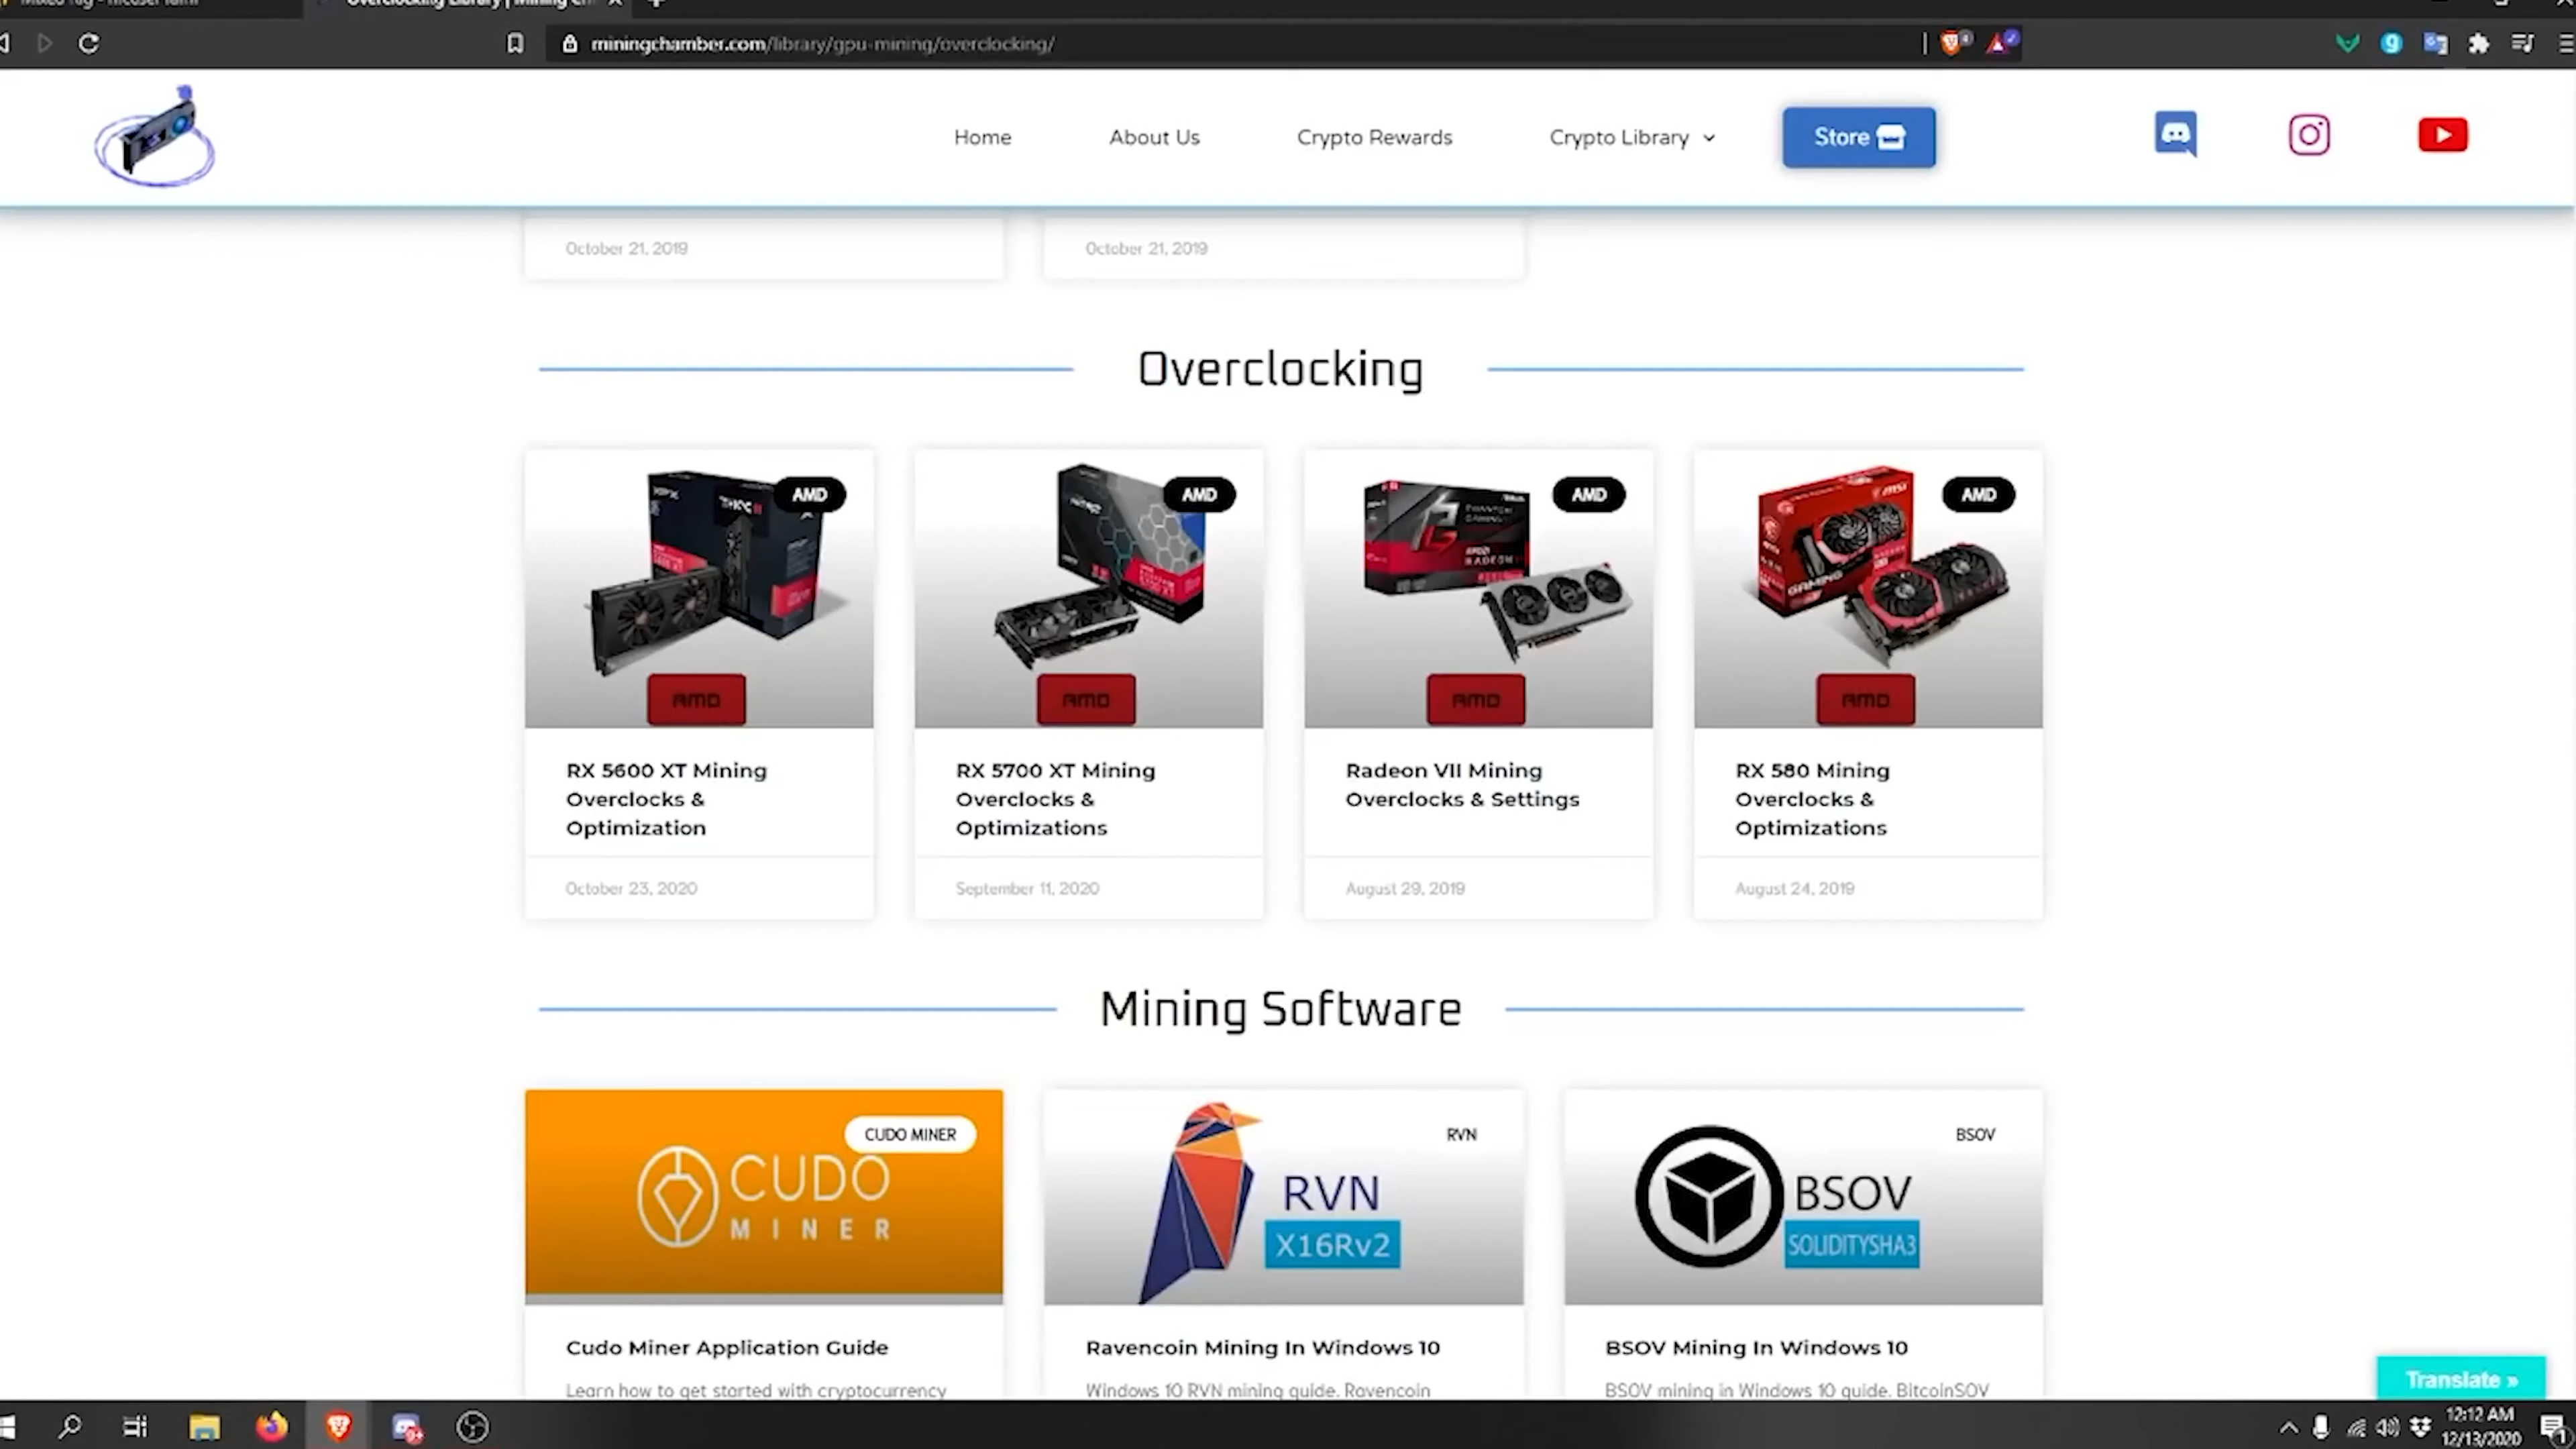 miningchamber.com/library/gpu-mining/overclocking/
Home
About Us
Crypto Rewards
Crypto Library
Store
October 21, 2019
October 21, 2019
Overclocking
AMD
AMD
AMD
AMD
AMD
AMD
AMD
AMD
RX 5600 XT Mining
Overclocks &
Optimization
RX 5700 XT Mining
Overclocks &
Optimizations
Radeon VII Mining
Overclocks & Settings
RX 580 Mining
Overclocks &
Optimizations
October 23, 2020
September 11, 2020
August 29, 2019
August 24, 2019
Mining Software
CUDO MINER
CUDO
MINER
RVN
RVN
X16Rv2
BSOV
BSOV
SOLIDITYSHA3
Cudo Miner Application Guide
Ravencoin Mining In Windows 10
BSOV Mining In Windows 10
Learn how to get started with cryptocurrency
Windows 10 RVN mining guide. Ravencoin
BSOV mining in Windows 10 guide. BitcoinSOV
Translate »
12:12 AM
12/13/2020